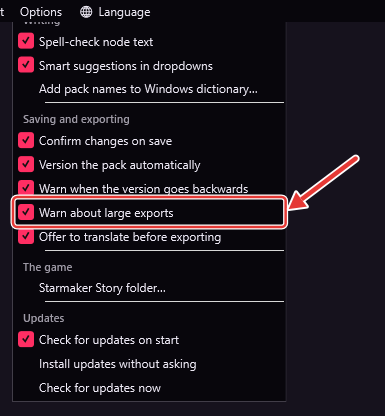 t Options Language
Writing
Spell-check node text
Smart suggestions in dropdowns
Add pack names to Windows dictionary...
Saving and exporting
Confirm changes on save
Version the pack automatically
Warn when the version goes backwards
Warn about large exports
Offer to translate before exporting
The game
Starmaker Story folder...
Updates
Check for updates on start
Install updates without asking
Check for updates now